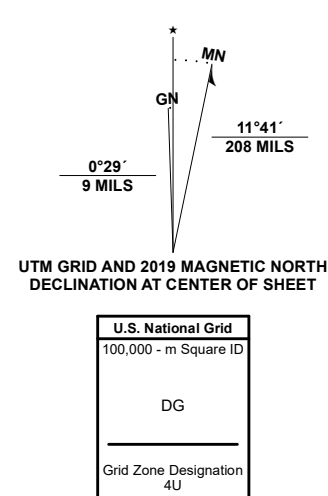 ★
MN
GN
11°41´
208 MILS
0°29´
9 MILS
UTM GRID AND 2019 MAGNETIC NORTH
DECLINATION AT CENTER OF SHEET
U.S. National Grid
100,000 - m Square ID
DG
Grid Zone Designation
4U